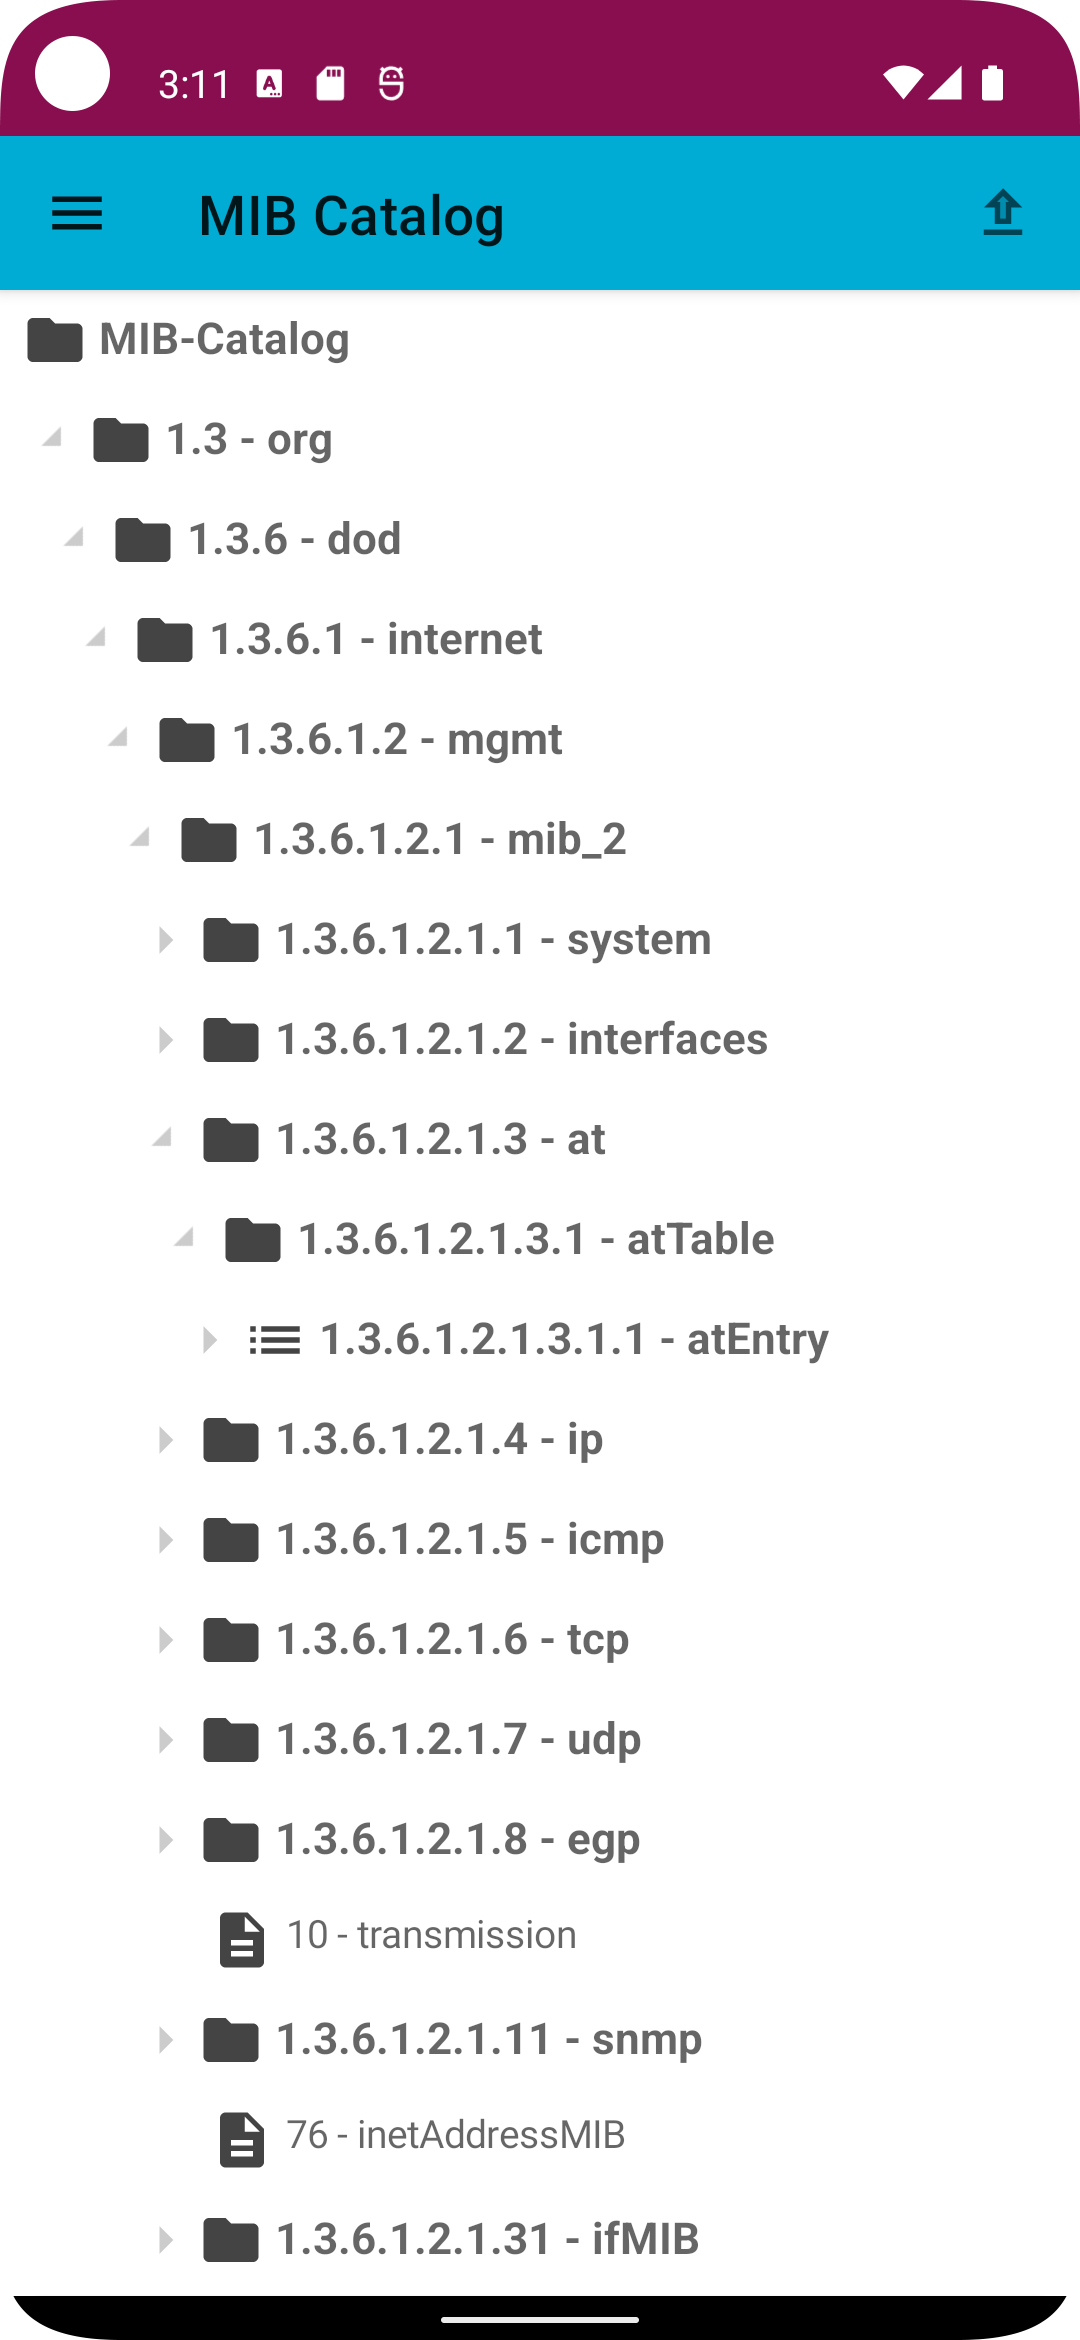 3:11
MIB Catalog
MIB-Catalog
1.3 - org
1.3.6 - dod
1.3.6.1 - internet
1.3.6.1.2 - mgmt
1.3.6.1.2.1 - mib_2
1.3.6.1.2.1.1 - system
1.3.6.1.2.1.2 - interfaces
1.3.6.1.2.1.3 - at
1.3.6.1.2.1.3.1 - atTable
1.3.6.1.2.1.3.1.1 - atEntry
1.3.6.1.2.1.4 - ip
1.3.6.1.2.1.5 - icmp
1.3.6.1.2.1.6 - tcp
1.3.6.1.2.1.7 - udp
1.3.6.1.2.1.8 - egp
10 - transmission
1.3.6.1.2.1.11 - snmp
76 - inetAddressMIB
1.3.6.1.2.1.31 - ifMIB